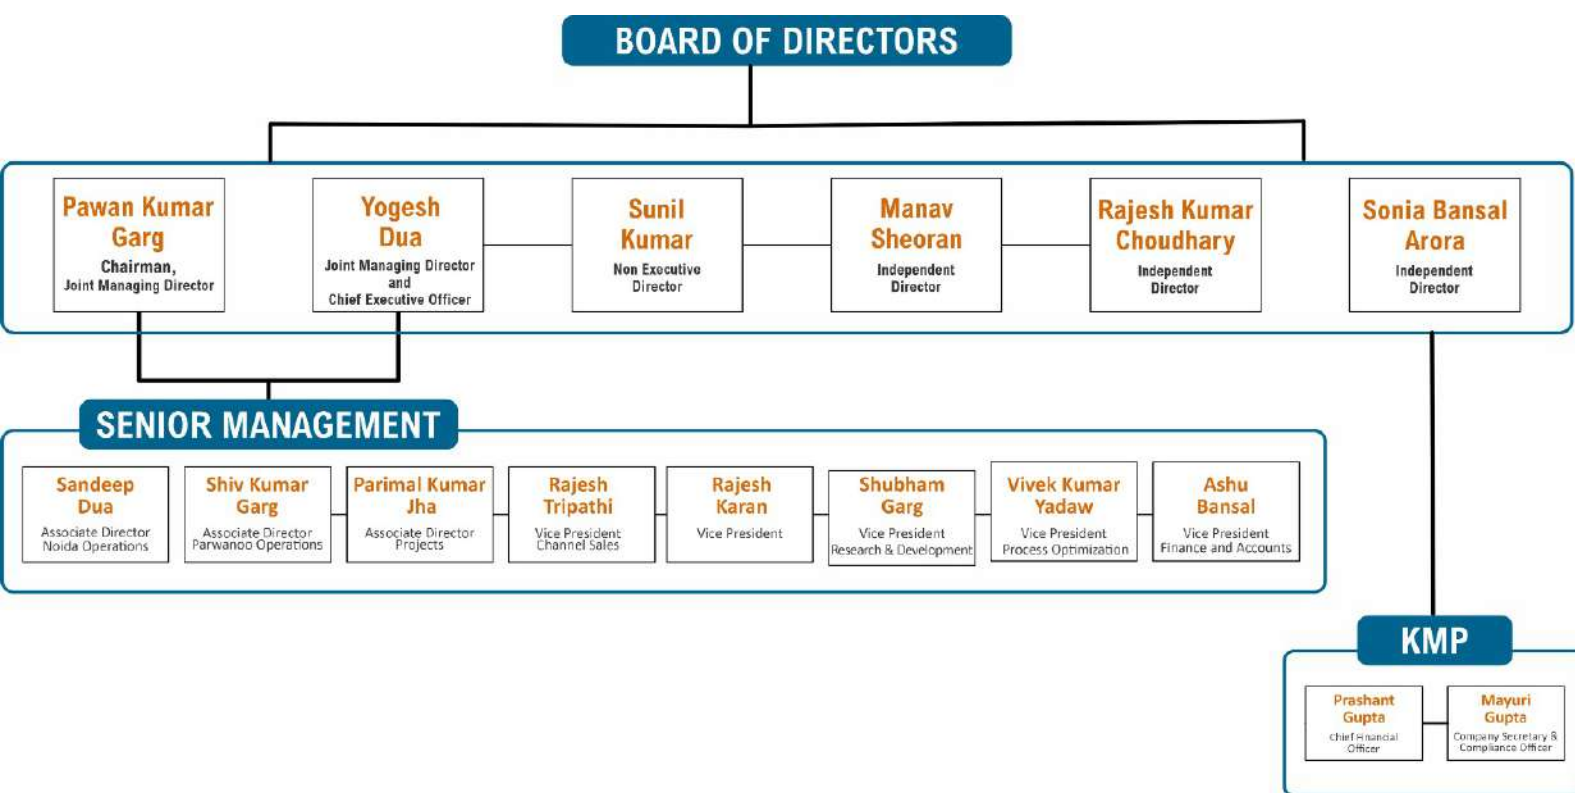 BOARD OF DIRECTORS
Pawan Kumar
Garg
Chairman,
Joint Managing Director
Yogesh
Dua
Joint Managing Director
and
Chief Executive Officer
Sunil
Kumar
Non Executive
Director
Manav
Sheoran
Independent
Director
Rajesh Kumar
Choudhary
Independent
Director
Sonia Bansal
Arora
Independent
Director
SENIOR MANAGEMENT
Sandeep
Dua
Associate Director
Noida Operations
Shiv Kumar
Garg
Associate Director
Parwanoo Operations
Parimal Kumar
Jha
Associate Director
Projects
Rajesh
Tripathi
Vice President
Channel Sales
Rajesh
Karan
Vice President
Shubham
Garg
Vice President
Research & Development
Vivek Kumar
Yadaw
Vice President
Process Optimization
Ashu
Bansal
Vice President
Finance and Accounts
KMP
Prashant
Gupta
Chief Financial
Officer
Mayuri
Gupta
Company Secretary &
Compliance Officer